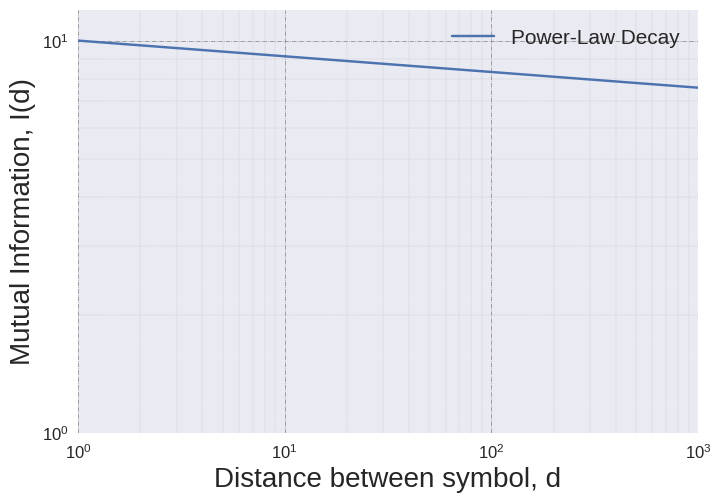 10¹
Power-Law Decay
Mutual Information, I(d)
10⁰
10⁰ 10¹ 10² 10³
Distance between symbol, d